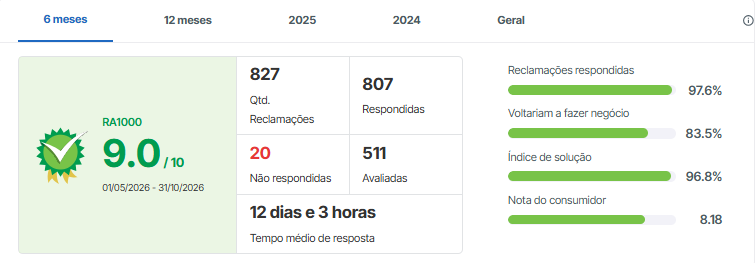 6 meses
12 meses
2025
2024
Geral
RA1000
9.0 / 10
01/05/2026 - 31/10/2026
827
Qtd.
Reclamações
807
Respondidas
20
Não respondidas
511
Avaliadas
12 dias e 3 horas
Tempo médio de resposta
Reclamações respondidas
97.6%
Voltariam a fazer negócio
83.5%
Índice de solução
96.8%
Nota do consumidor
8.18